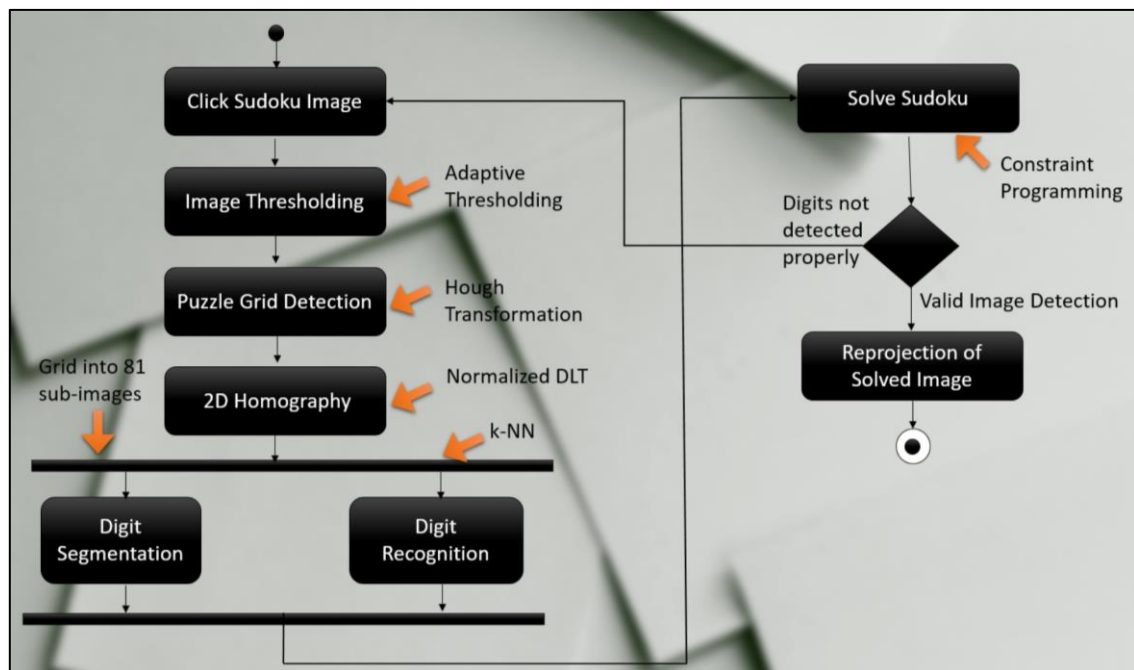 Click Sudoku Image
Image Thresholding
Adaptive
Thresholding
Puzzle Grid Detection
Hough
Transformation
Grid into 81
sub-images
2D Homography
Normalized DLT
k-NN
Digit
Segmentation
Digit
Recognition
Solve Sudoku
Constraint
Programming
Digits not
detected
properly
Valid Image Detection
Reprojection of
Solved Image